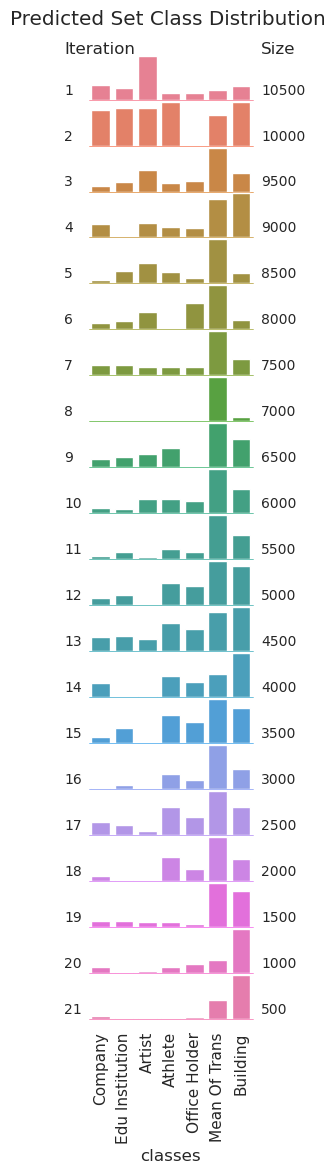 Predicted Set Class Distribution
Iteration Size
1 10500
2 10000
3 9500
4 9000
5 8500
6 8000
7 7500
8 7000
9 6500
10 6000
11 5500
12 5000
13 4500
14 4000
15 3500
16 3000
17 2500
18 2000
19 1500
20 1000
21 500
Company
Edu Institution
Artist
Athlete
Office Holder
Mean Of Trans
Building
classes